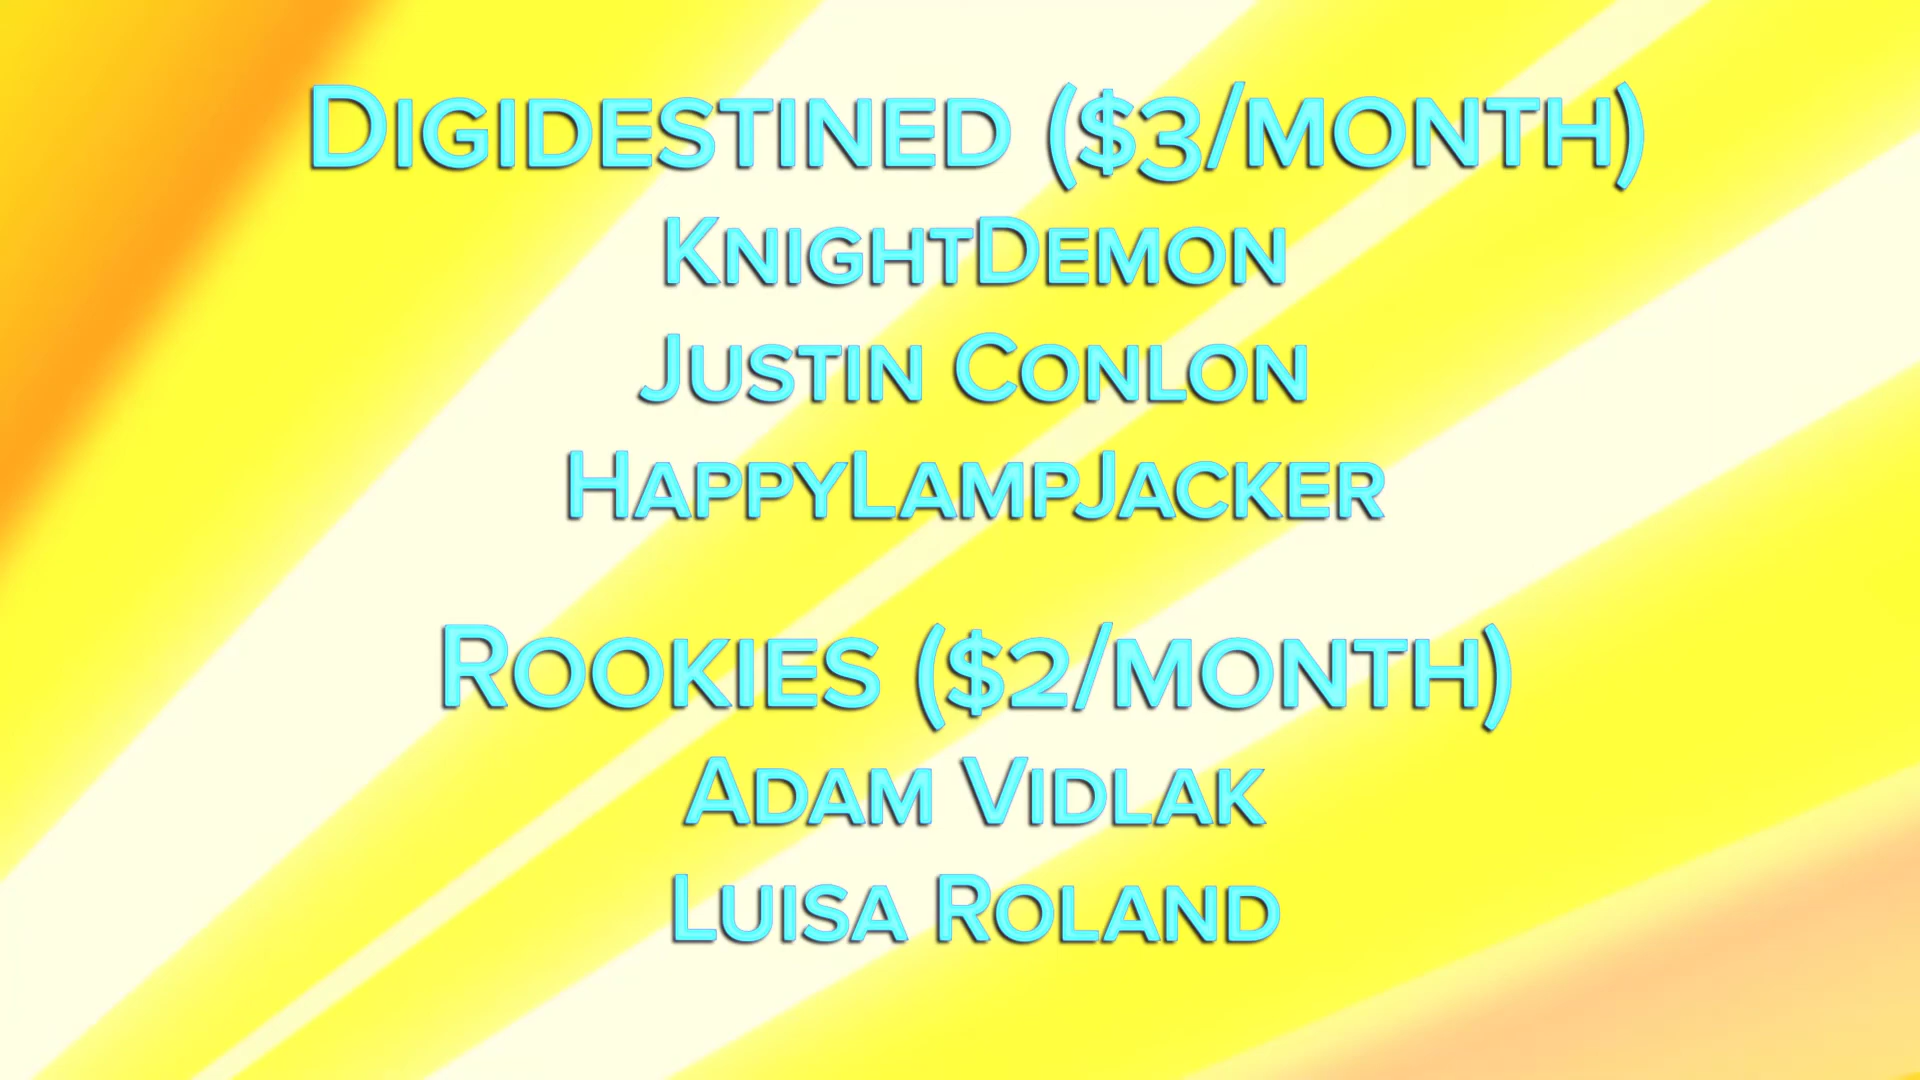 Digidestined ($3/month)
KnightDemon
Justin Conlon
HappyLampJacker
Rookies ($2/month)
Adam Vidlak
Luisa Roland